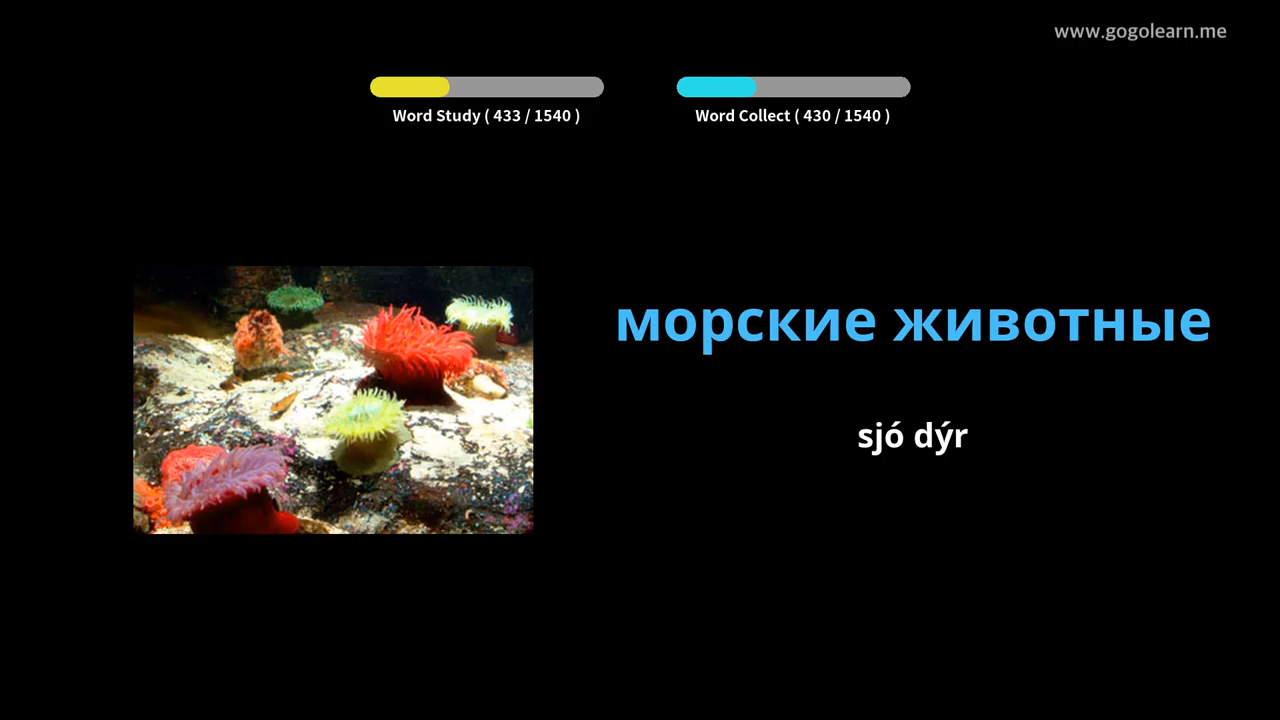 www.gogolearn.me
Word Study ( 433 / 1540 )
Word Collect ( 430 / 1540 )
морские животные
sjó dýr